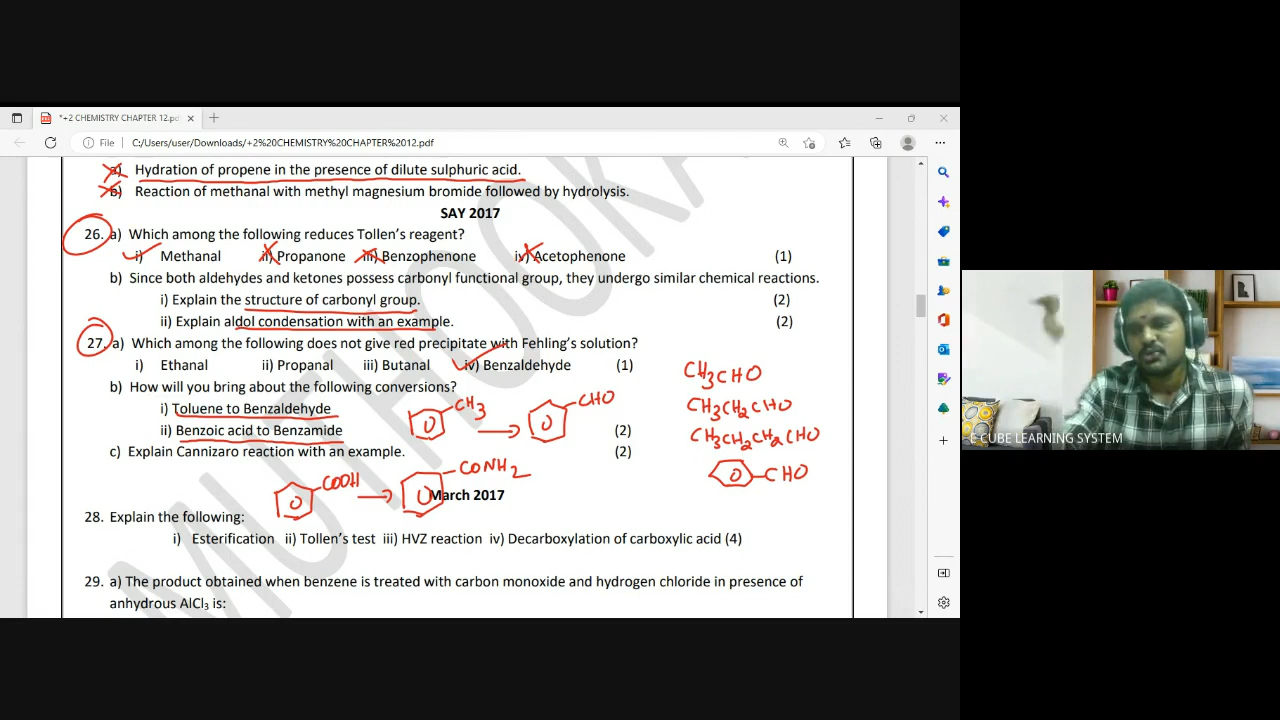 *+2 CHEMISTRY CHAPTER 12.pd
File C:/Users/user/Downloads/+2%20CHEMISTRY%20CHAPTER%2012.pdf
a) Hydration of propene in the presence of dilute sulphuric acid.
b) Reaction of methanal with methyl magnesium bromide followed by hydrolysis.
SAY 2017
26. a) Which among the following reduces Tollen's reagent?
i) Methanal ii) Propanone iii) Benzophenone iv) Acetophenone (1)
b) Since both aldehydes and ketones possess carbonyl functional group, they undergo similar chemical reactions.
i) Explain the structure of carbonyl group. (2)
ii) Explain aldol condensation with an example. (2)
27. a) Which among the following does not give red precipitate with Fehling's solution?
i) Ethanal ii) Propanal iii) Butanal iv) Benzaldehyde (1)
b) How will you bring about the following conversions?
i) Toluene to Benzaldehyde
ii) Benzoic acid to Benzamide (2)
c) Explain Cannizaro reaction with an example. (2)
CH3 → CHO
COOH → CONH2
CH3CHO
CH3CH2CHO
CH3CH2CH2CHO
CHO
March 2017
28. Explain the following:
i) Esterification ii) Tollen's test iii) HVZ reaction iv) Decarboxylation of carboxylic acid (4)
29. a) The product obtained when benzene is treated with carbon monoxide and hydrogen chloride in presence of
anhydrous AlCl₃ is:
CUBE LEARNING SYSTEM